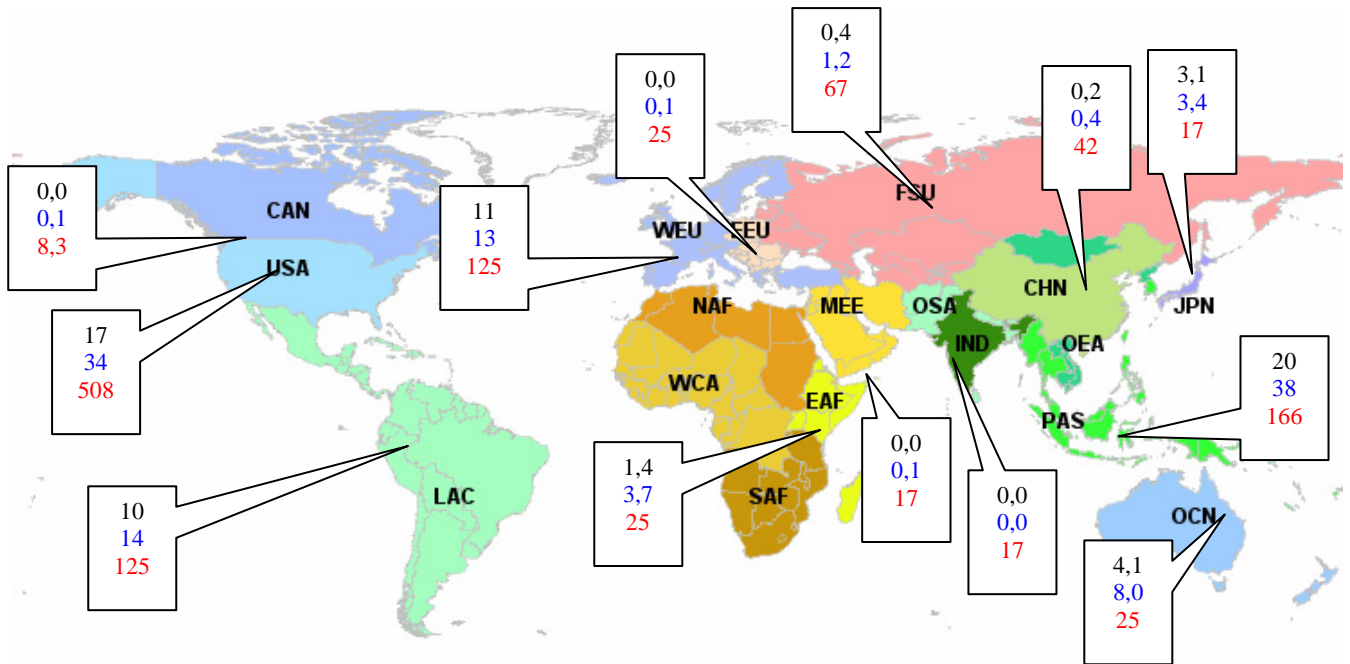 0,4
1,2
67
0,0
0,1
25
0,2
0,4
42
3,1
3,4
17
0,0
0,1
8,3
CAN
11
13
125
WEU
EEU
FSU
USA
CHN
JPN
NAF
MEE
OSA
IND
OEA
17
34
508
WCA
EAF
PAS
20
38
166
1,4
3,7
25
0,0
0,1
17
0,0
0,0
17
10
14
125
LAC
SAF
OCN
4,1
8,0
25